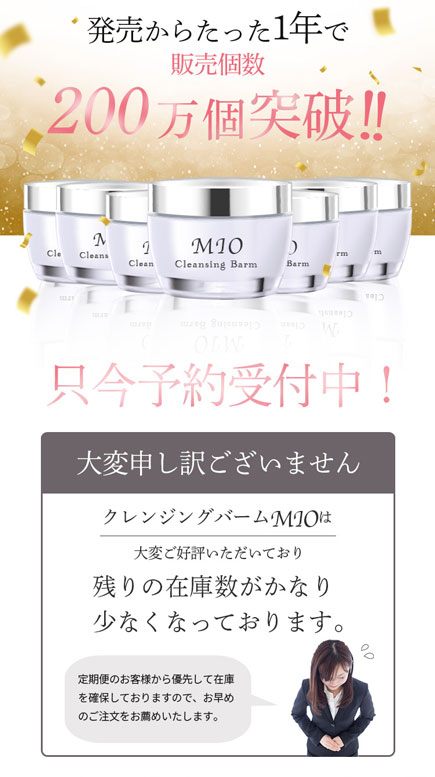 発売からたった1年で
販売個数
200万個突破!!
MIO
Cleansing Barm
只今予約受付中！
大変申し訳ございません
クレンジングバームMIOは
大変ご好評いただいており
残りの在庫数がかなり
少なくなっております。
定期便のお客様から優先して在庫
を確保しておりますので、お早め
のご注文をお薦めいたします。